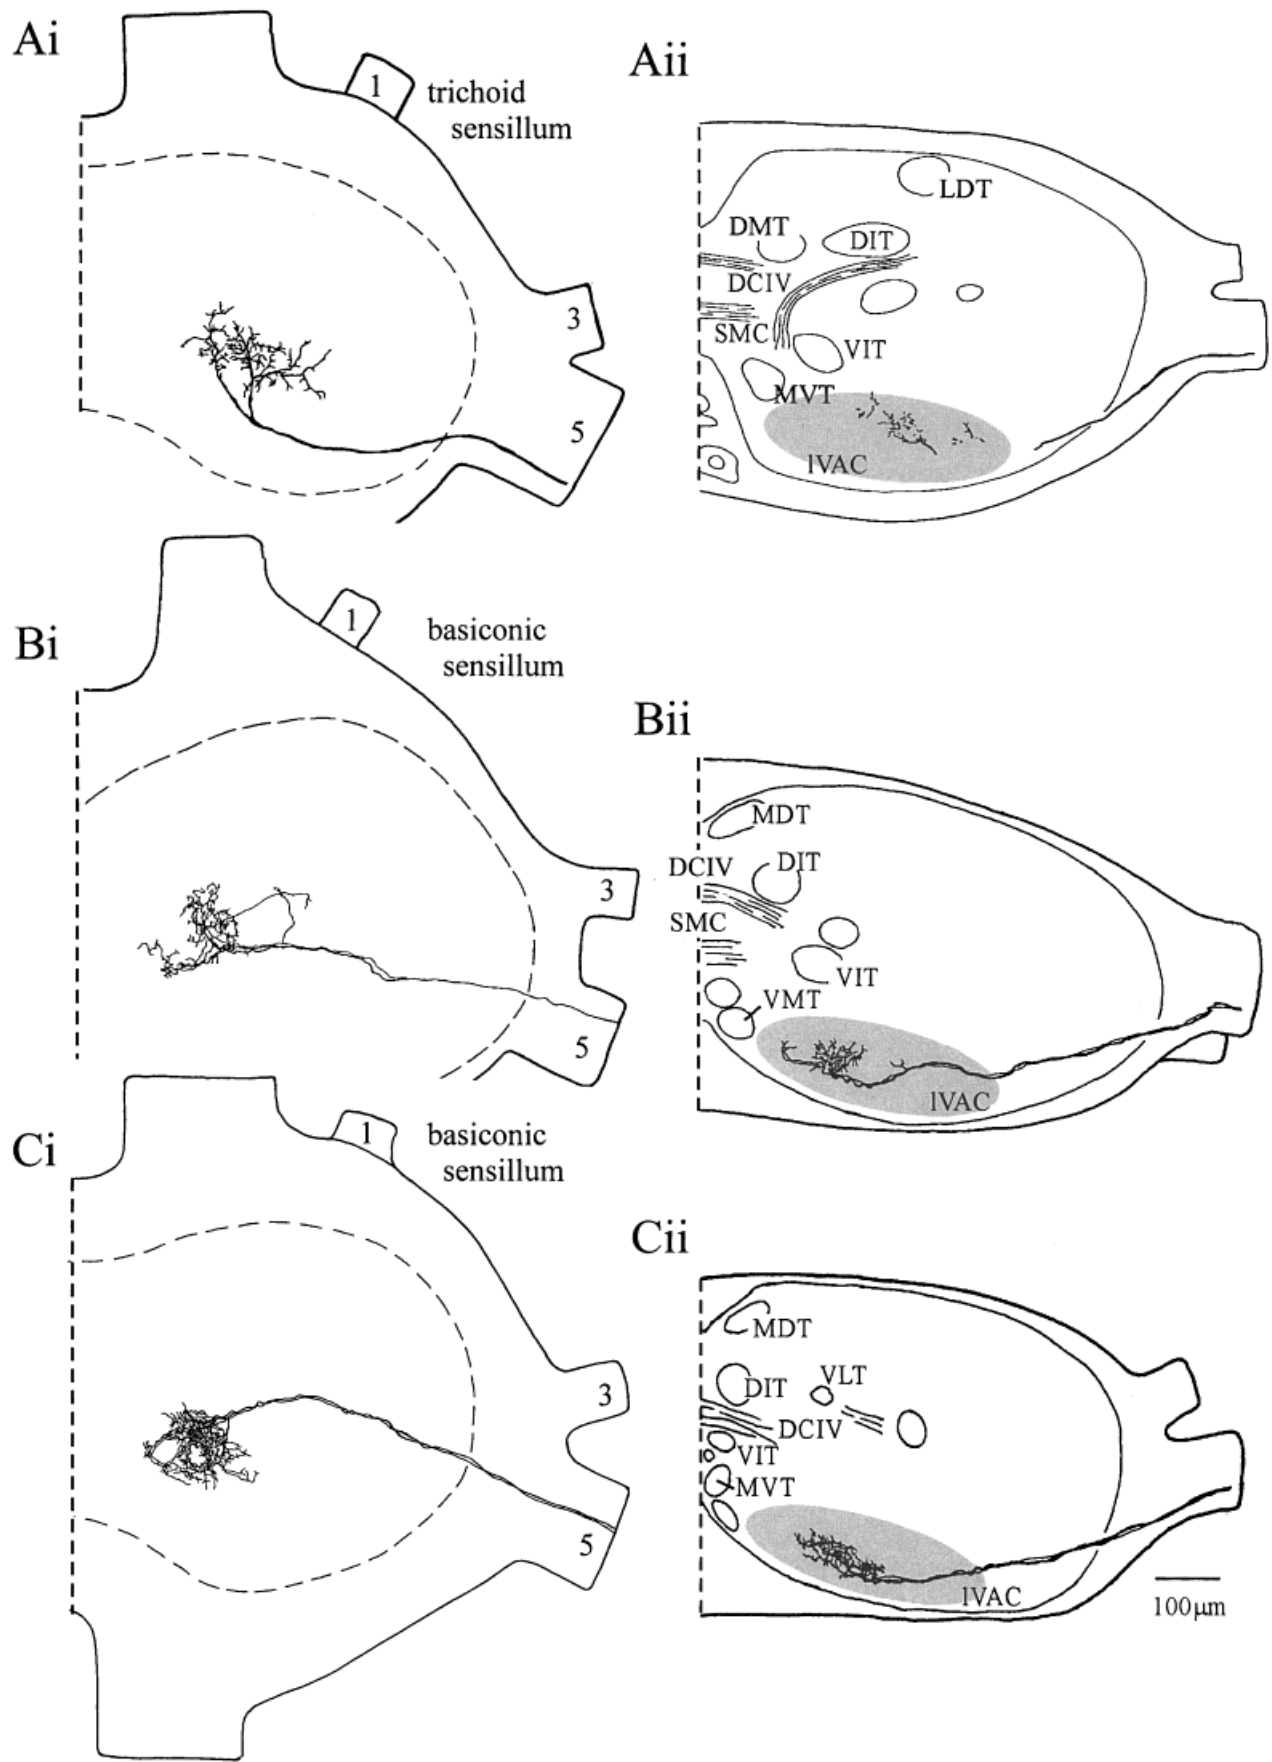 Ai
1
trichoid
sensillum
3
5
Aii
LDT
DMT
DIT
DCIV
SMC
VIT
MVT
lVAC
Bi
1
basiconic
sensillum
3
5
Bii
MDT
DCIV
DIT
SMC
VIT
VMT
lVAC
Ci
1
basiconic
sensillum
3
5
Cii
MDT
VLT
DIT
DCIV
VIT
MVT
lVAC
100μm